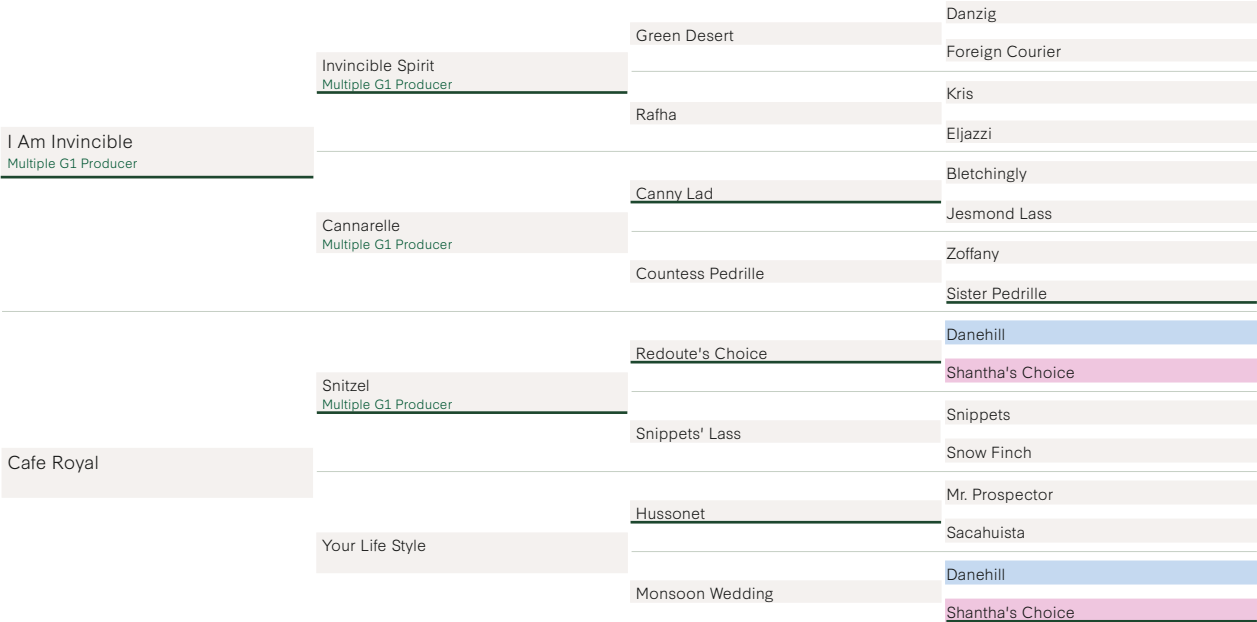 I Am Invincible
Multiple G1 Producer
Cafe Royal
Invincible Spirit
Multiple G1 Producer
Cannarelle
Multiple G1 Producer
Snitzel
Multiple G1 Producer
Your Life Style
Green Desert
Rafha
Canny Lad
Countess Pedrille
Redoute's Choice
Snippets' Lass
Hussonet
Monsoon Wedding
Danzig
Foreign Courier
Kris
Eljazzi
Bletchingly
Jesmond Lass
Zoffany
Sister Pedrille
Danehill
Shantha's Choice
Snippets
Snow Finch
Mr. Prospector
Sacahuista
Danehill
Shantha's Choice